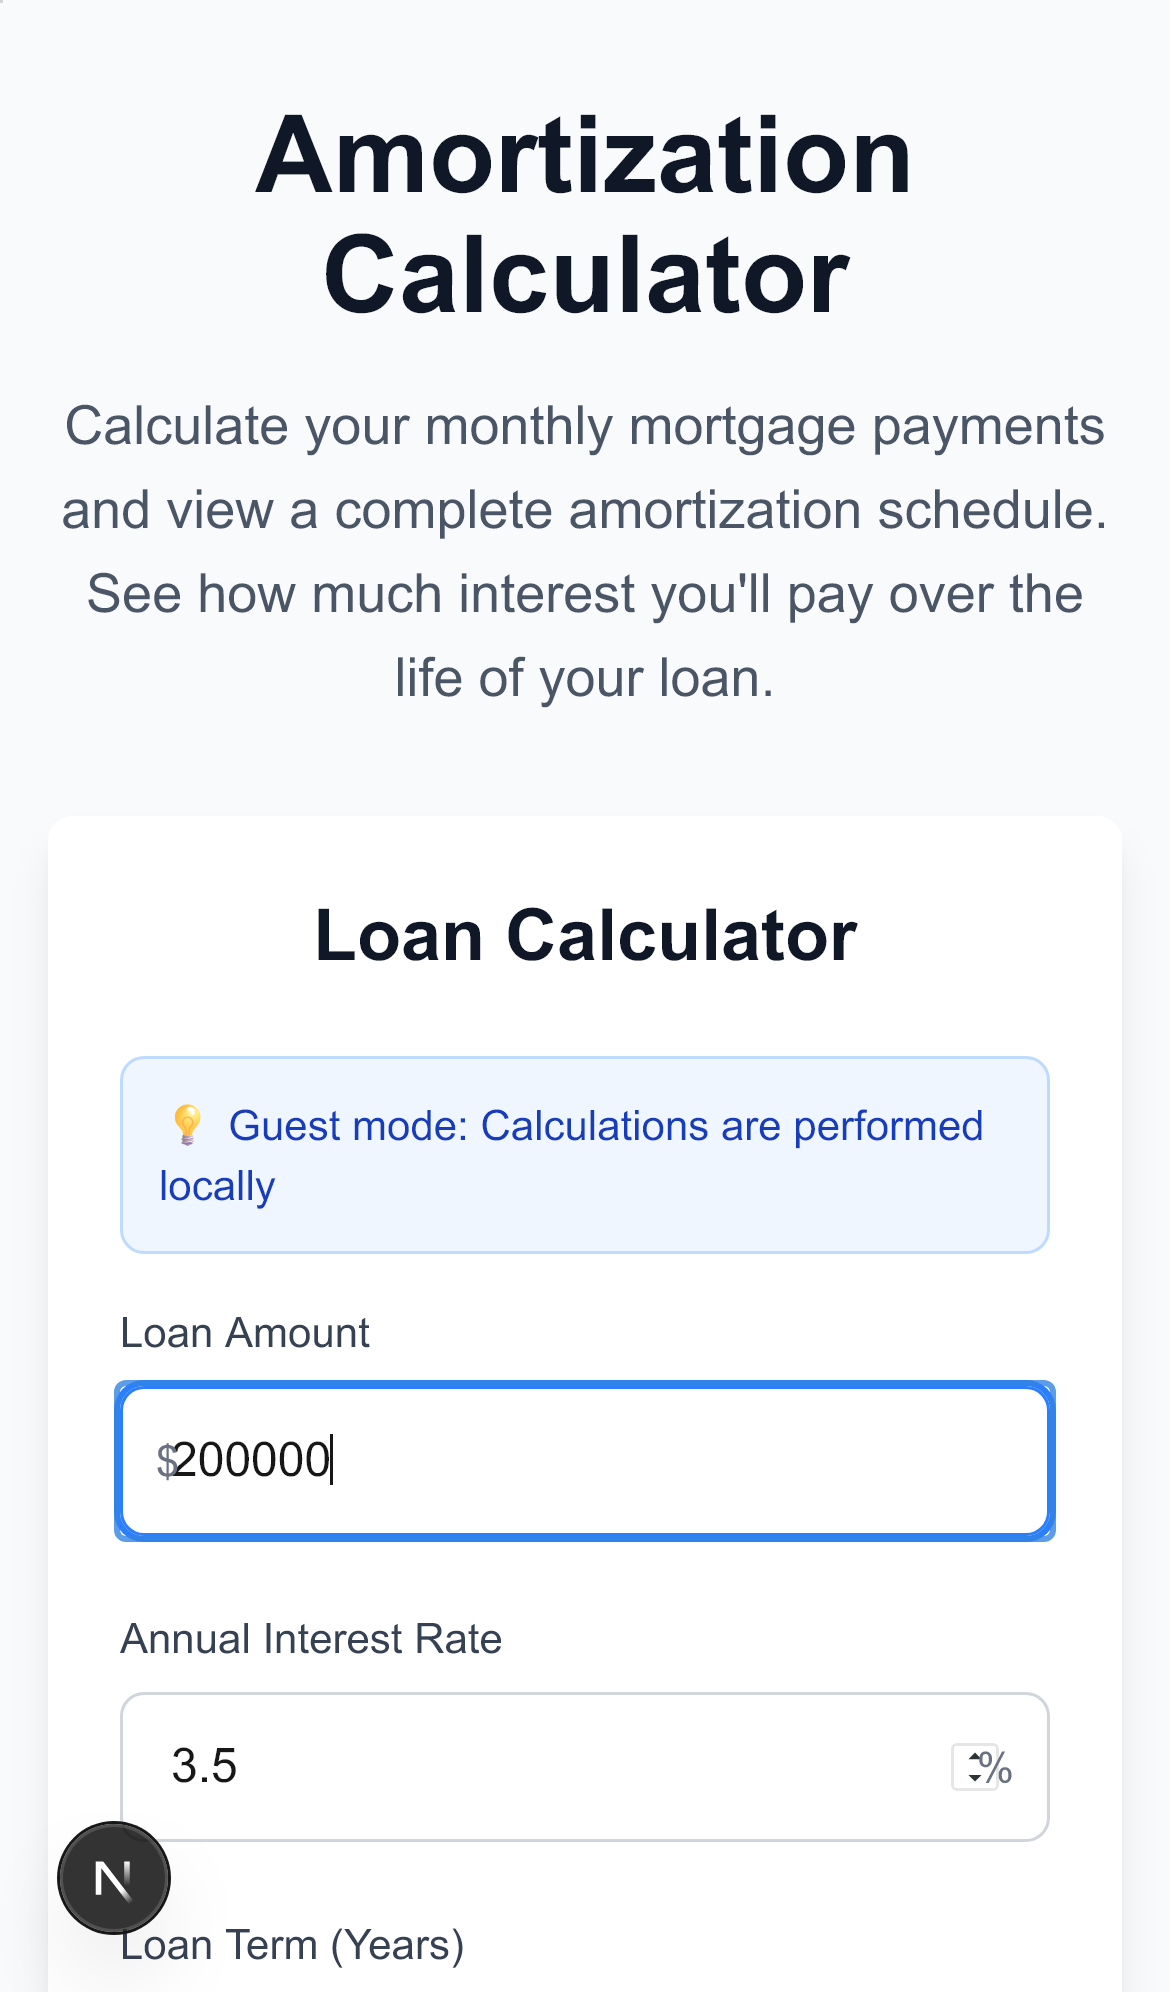 Amortization
Calculator
Calculate your monthly mortgage payments
and view a complete amortization schedule.
See how much interest you'll pay over the
life of your loan.
Loan Calculator
💡 Guest mode: Calculations are performed
locally
Loan Amount
$200000
Annual Interest Rate
3.5 %
N
Loan Term (Years)